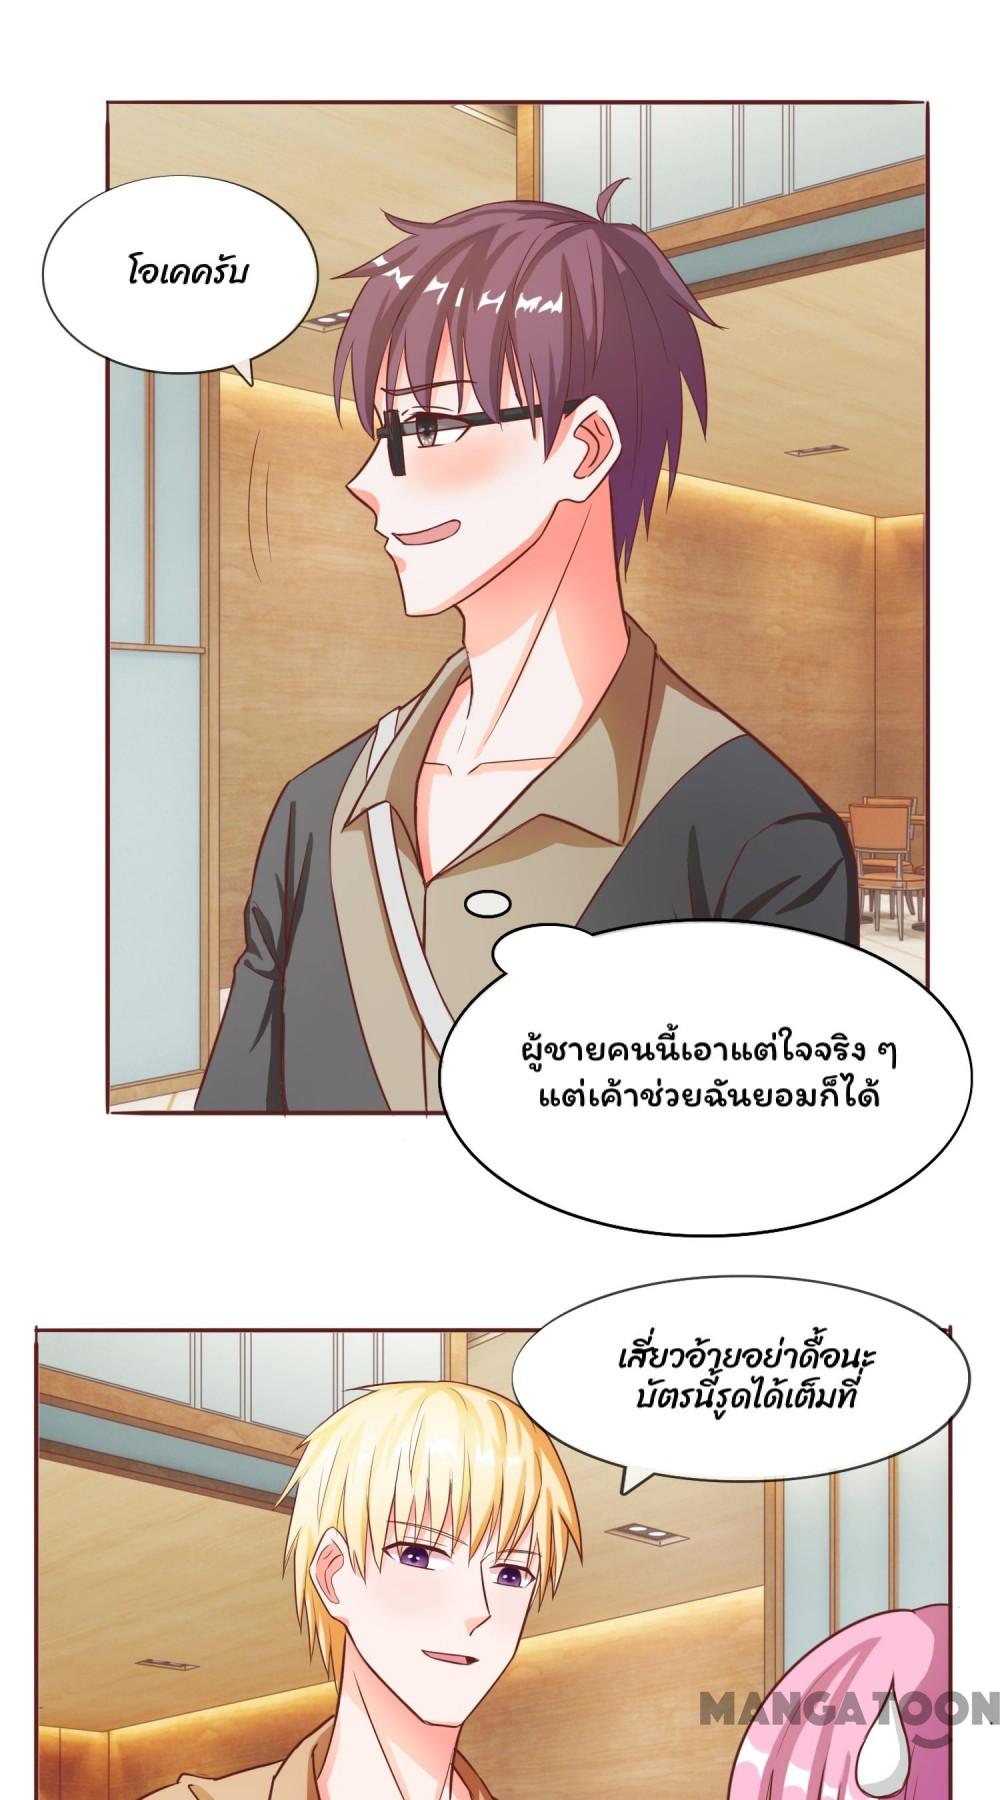 โอเคครับ
ผู้ชายคนนี้เอาแต่ใจจริง ๆ
แต่เค้าช่วยฉันยอมก็ได้
เสี่ยวอ้ายอย่าดื้อนะ
บัตรนี้รูดได้เต็มที่
MANGATOON